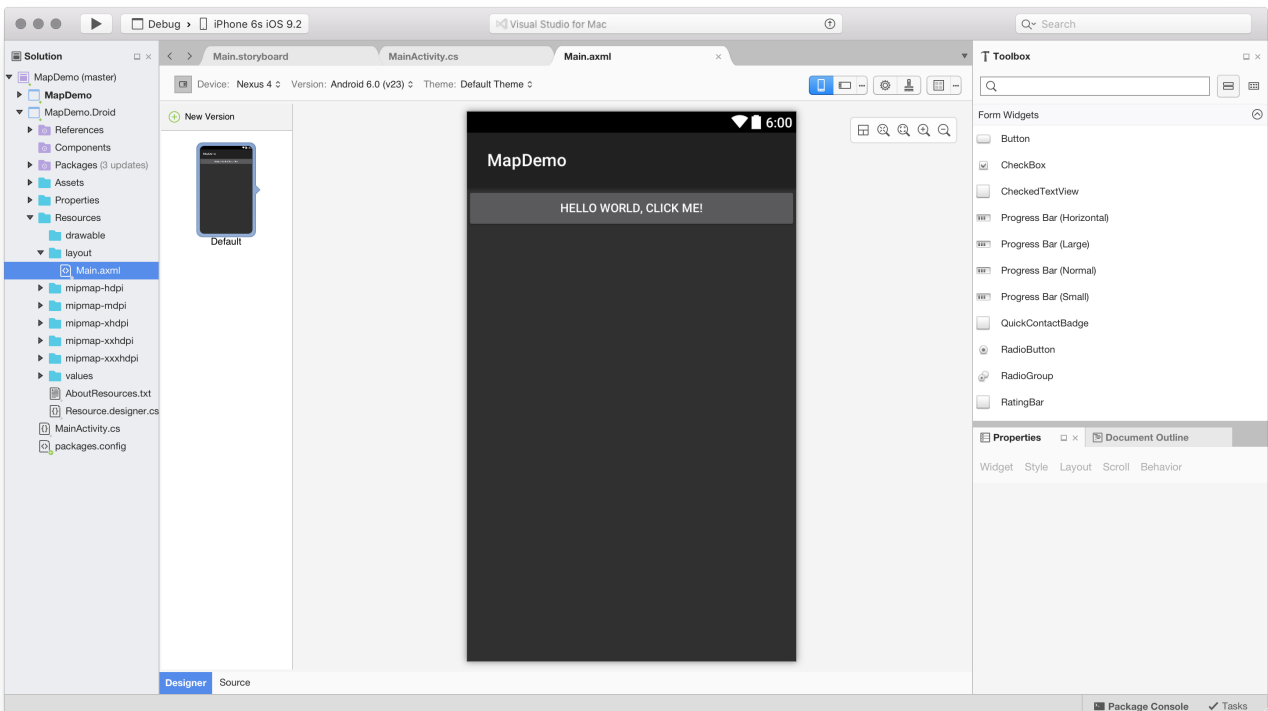 Debug › iPhone 6s iOS 9.2
Visual Studio for Mac
Search
Solution
MapDemo (master)
MapDemo
MapDemo.Droid
References
Components
Packages (3 updates)
Assets
Properties
Resources
drawable
layout
Main.axml
mipmap-hdpi
mipmap-mdpi
mipmap-xhdpi
mipmap-xxhdpi
mipmap-xxxhdpi
values
AboutResources.txt
Resource.designer.cs
MainActivity.cs
packages.config
Main.storyboard
MainActivity.cs
Main.axml
Device: Nexus 4 Version: Android 6.0 (v23) Theme: Default Theme
New Version
Default
6:00
MapDemo
HELLO WORLD, CLICK ME!
Designer
Source
Toolbox
Form Widgets
Button
CheckBox
CheckedTextView
Progress Bar (Horizontal)
Progress Bar (Large)
Progress Bar (Normal)
Progress Bar (Small)
QuickContactBadge
RadioButton
RadioGroup
RatingBar
Properties
Document Outline
Widget Style Layout Scroll Behavior
Package Console
Tasks